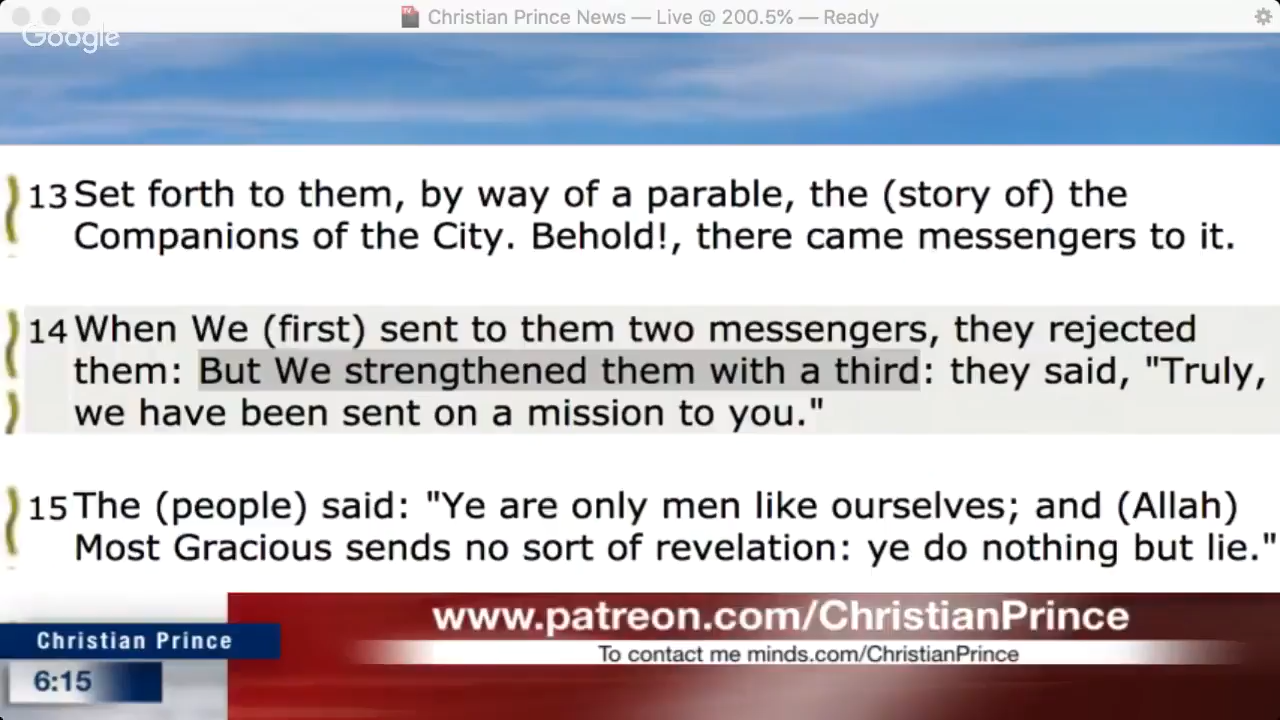 Christian Prince News — Live @ 200.5% — Ready
Google
13 Set forth to them, by way of a parable, the (story of) the
Companions of the City. Behold!, there came messengers to it.
14 When We (first) sent to them two messengers, they rejected
them: But We strengthened them with a third: they said, "Truly,
we have been sent on a mission to you."
15 The (people) said: "Ye are only men like ourselves; and (Allah)
Most Gracious sends no sort of revelation: ye do nothing but lie."
www.patreon.com/ChristianPrince
Christian Prince
To contact me minds.com/ChristianPrince
6:15